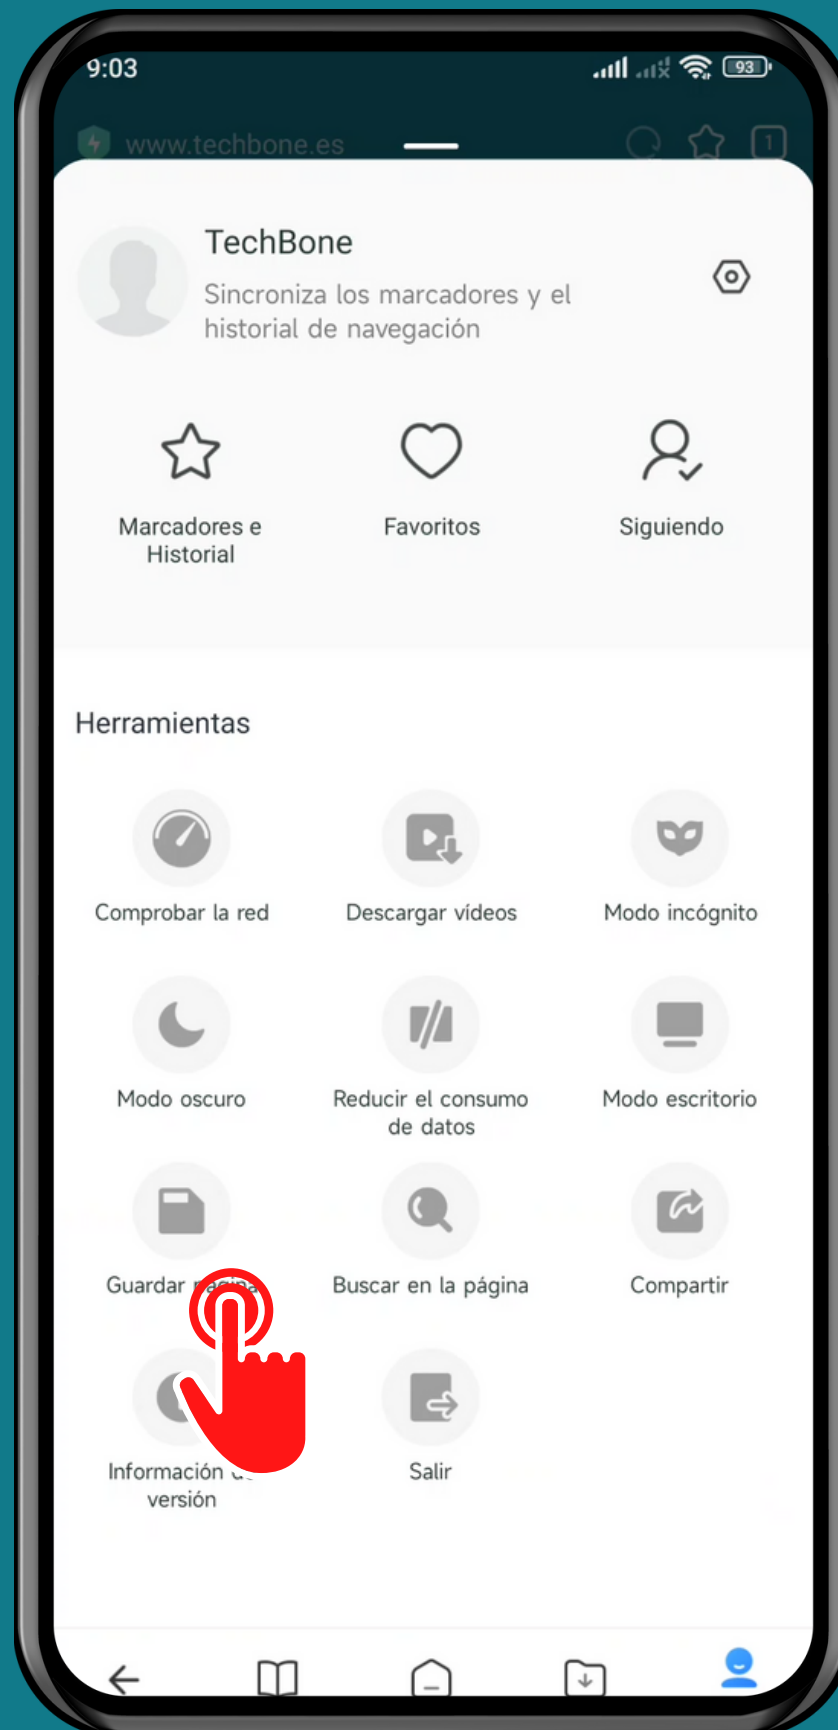 9:03
93
www.techbone.es
1
TechBone
Sincroniza los marcadores y el
historial de navegación
Marcadores e
Historial
Favoritos
Siguiendo
Herramientas
Comprobar la red
Descargar vídeos
Modo incógnito
Modo oscuro
Reducir el consumo
de datos
Modo escritorio
Guardar
Buscar en la página
Compartir
Información
versión
Salir